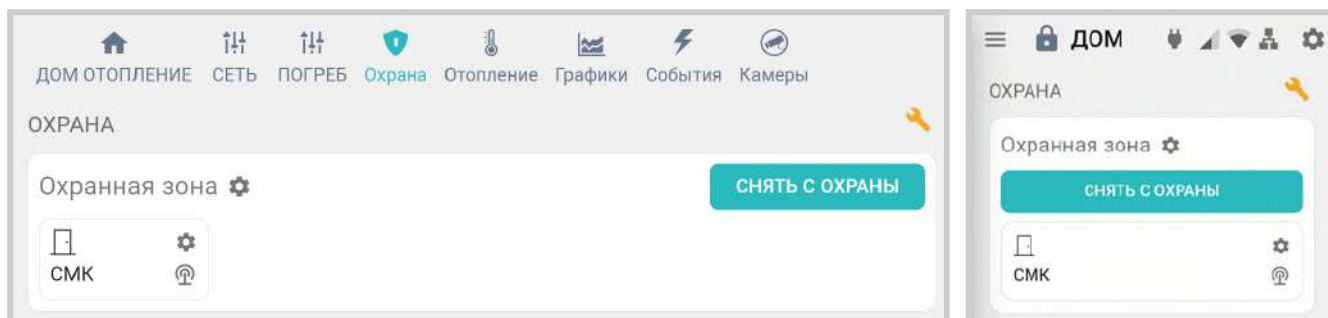 ДОМ ОТОПЛЕНИЕ СЕТЬ ПОГРЕБ Охрана Отопление Графики События Камеры
ОХРАНА
Охранная зона СНЯТЬ С ОХРАНЫ
СМК
ДОМ
ОХРАНА
Охранная зона
СНЯТЬ С ОХРАНЫ
СМК